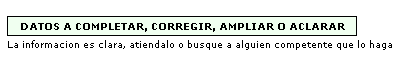 DATOS A COMPLETAR, CORREGIR, AMPLIAR O ACLARAR
La informacion es clara, atiendalo o busque a alguien competente que lo haga